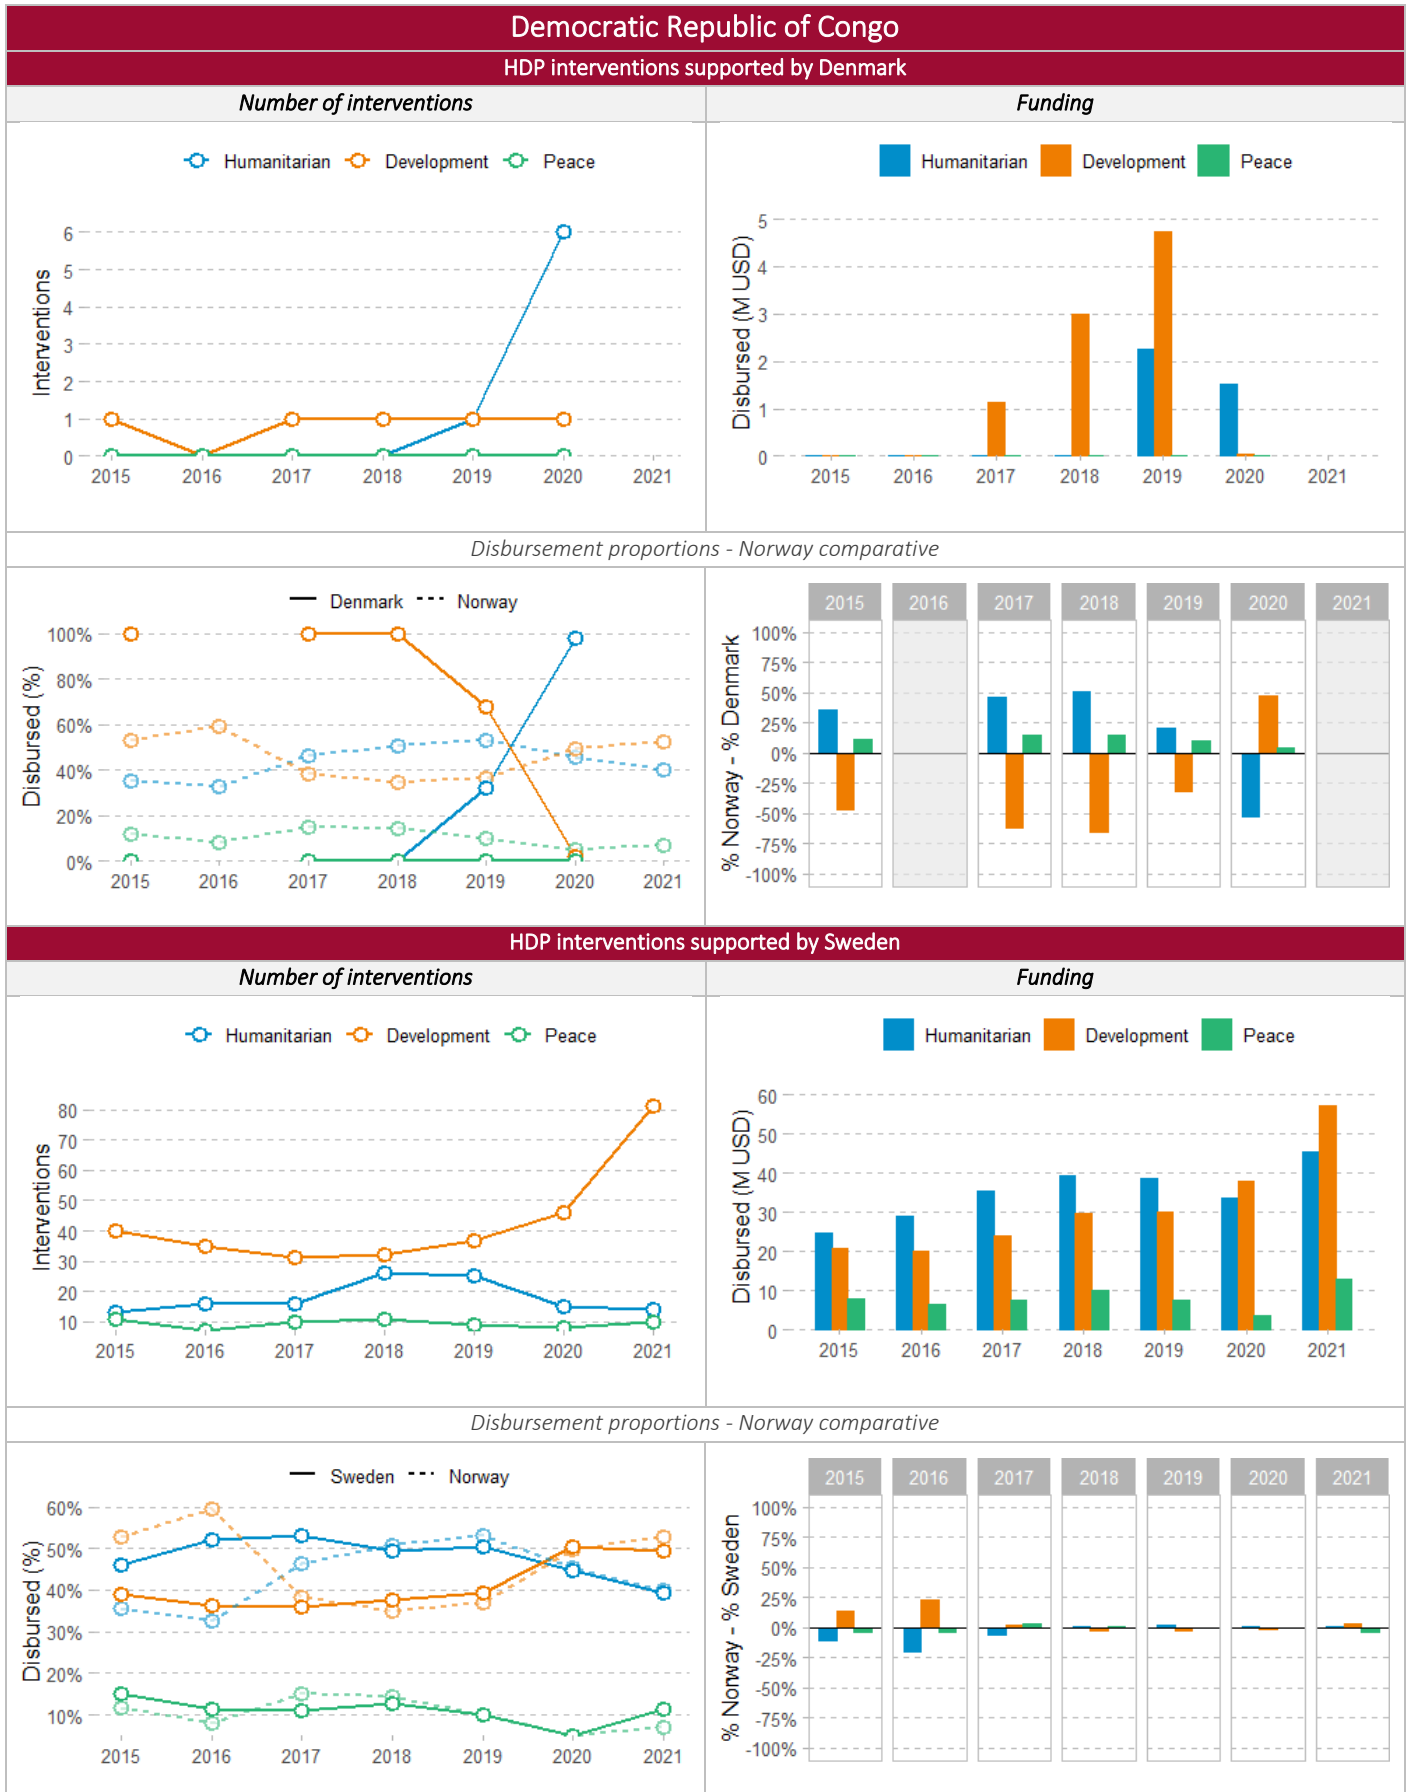 Democratic Republic of Congo
HDP interventions supported by Denmark
Number of interventions
Funding
Humanitarian Development Peace
Interventions
6
5
4
3
2
1
0
2015 2016 2017 2018 2019 2020 2021
Humanitarian Development Peace
Disbursed (M USD)
5
4
3
2
1
0
2015 2016 2017 2018 2019 2020 2021
Disbursement proportions - Norway comparative
Denmark Norway
Disbursed (%)
100%
80%
60%
40%
20%
0%
2015 2016 2017 2018 2019 2020 2021
2015 2016 2017 2018 2019 2020 2021
% Norway - % Denmark
100%
75%
50%
25%
0%
-25%
-50%
-75%
-100%
HDP interventions supported by Sweden
Number of interventions
Funding
Humanitarian Development Peace
Interventions
80
70
60
50
40
30
20
10
2015 2016 2017 2018 2019 2020 2021
Humanitarian Development Peace
Disbursed (M USD)
60
50
40
30
20
10
0
2015 2016 2017 2018 2019 2020 2021
Disbursement proportions - Norway comparative
Sweden Norway
Disbursed (%)
60%
50%
40%
30%
20%
10%
2015 2016 2017 2018 2019 2020 2021
2015 2016 2017 2018 2019 2020 2021
% Norway - % Sweden
100%
75%
50%
25%
0%
-25%
-50%
-75%
-100%